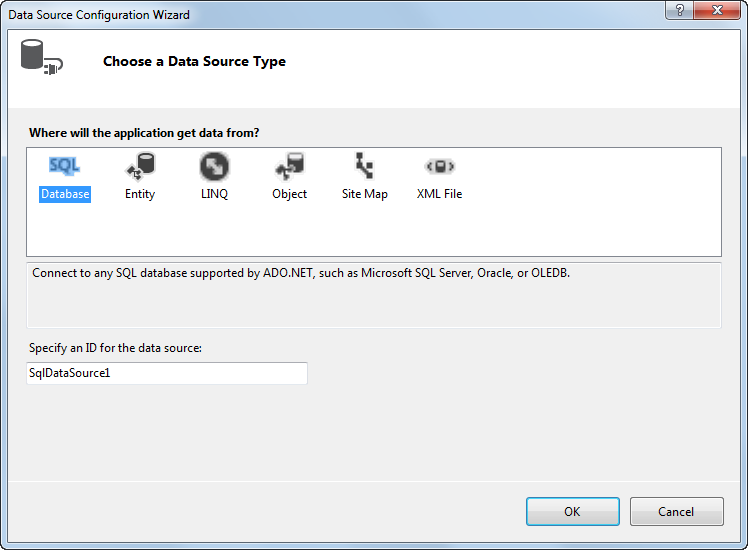 Data Source Configuration Wizard
?
Choose a Data Source Type
Where will the application get data from?
SQL
Database Entity LINQ Object Site Map XML File
Connect to any SQL database supported by ADO.NET, such as Microsoft SQL Server, Oracle, or OLEDB.
Specify an ID for the data source:
SqlDataSource1
OK Cancel